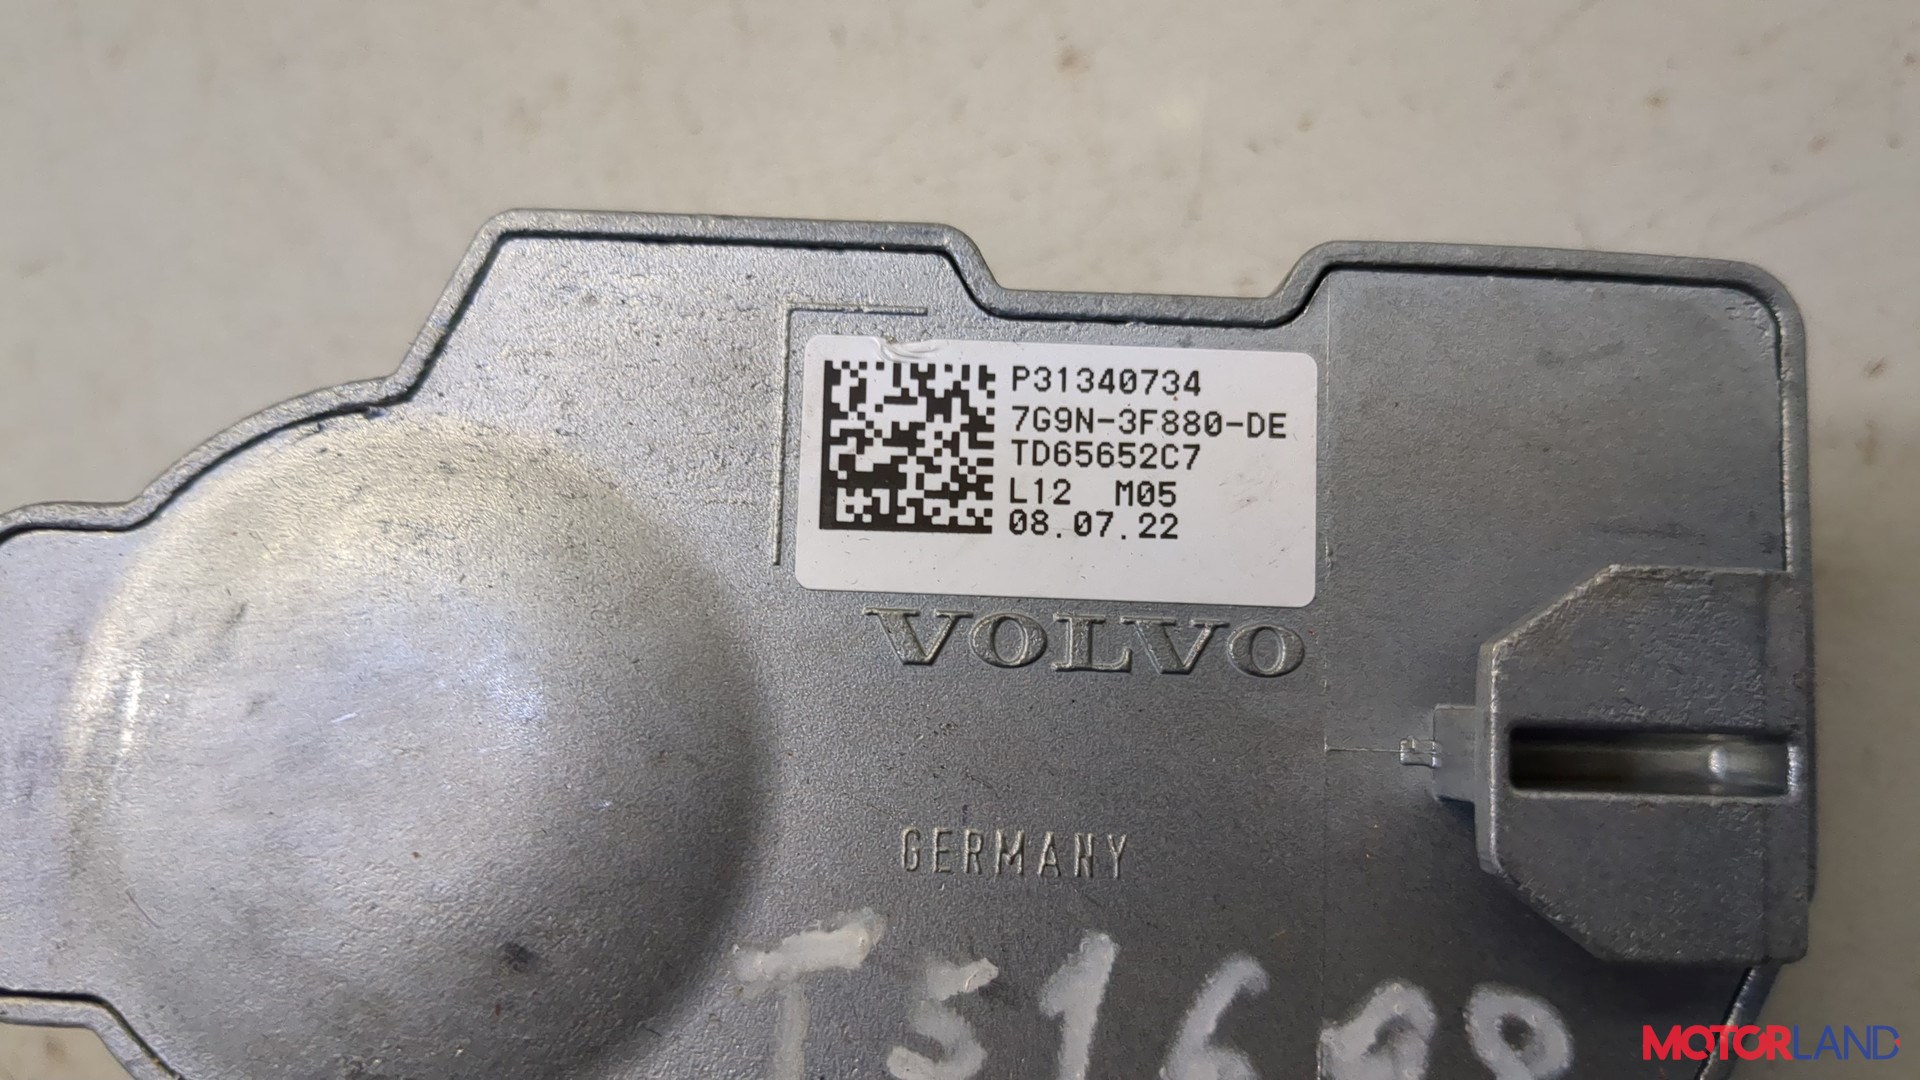 P31340734
7G9N-3F880-DE
TD65652C7
L12 M05
08.07.22
VOLVO
GERMANY
MOTORLAND